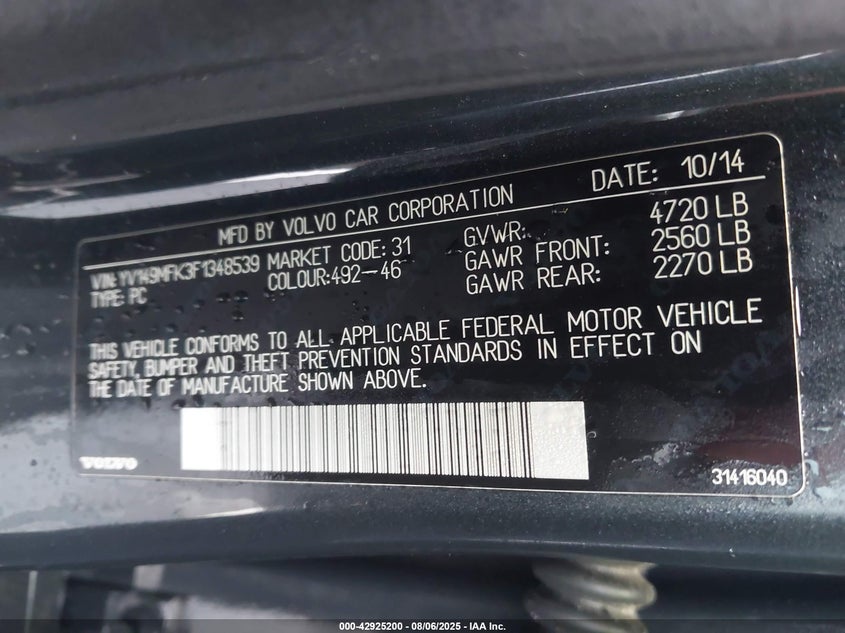 MFD BY VOLVO CAR CORPORATION DATE: 10/14
VIN: YV149MFK3F1348539 MARKET CODE: 31 GVWR: 4720 LB
TYPE: PC COLOUR:492-46 GAWR FRONT: 2560 LB
GAWR REAR: 2270 LB
THIS VEHICLE CONFORMS TO ALL APPLICABLE FEDERAL MOTOR VEHICLE
SAFETY, BUMPER AND THEFT PREVENTION STANDARDS IN EFFECT ON
THE DATE OF MANUFACTURE SHOWN ABOVE.
VOLVO
31416040
000-42925200 - 08/06/2025 - IAA Inc.